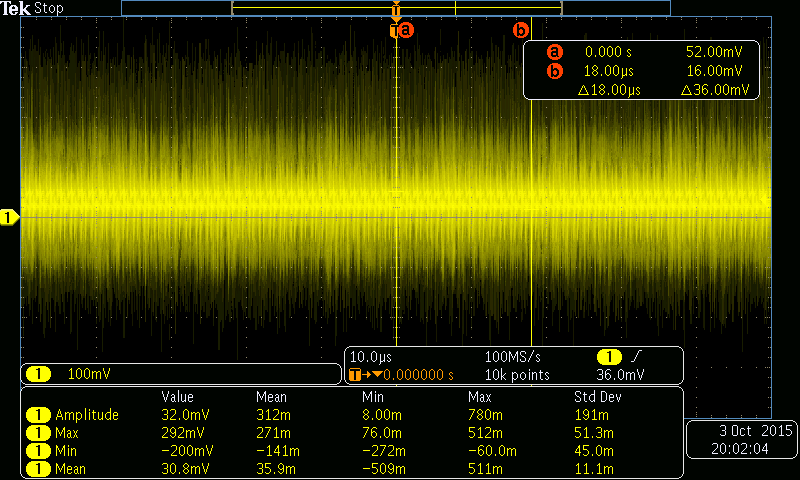 Tek Stop
T
T a b
a 0.000 s 52.00mV
b 18.00µs 16.00mV
△18.00µs △36.00mV
1
1 100mV
10.0µs 100MS/s 1
T→▼0.000000 s 10k points 36.0mV
Value Mean Min Max Std Dev
1 Amplitude 32.0mV 312m 8.00m 780m 191m
1 Max 292mV 271m 76.0m 512m 51.3m
1 Min −200mV −141m −272m −60.0m 45.0m
1 Mean 30.8mV 35.9m −509m 511m 11.1m
3 Oct 2015
20:02:04